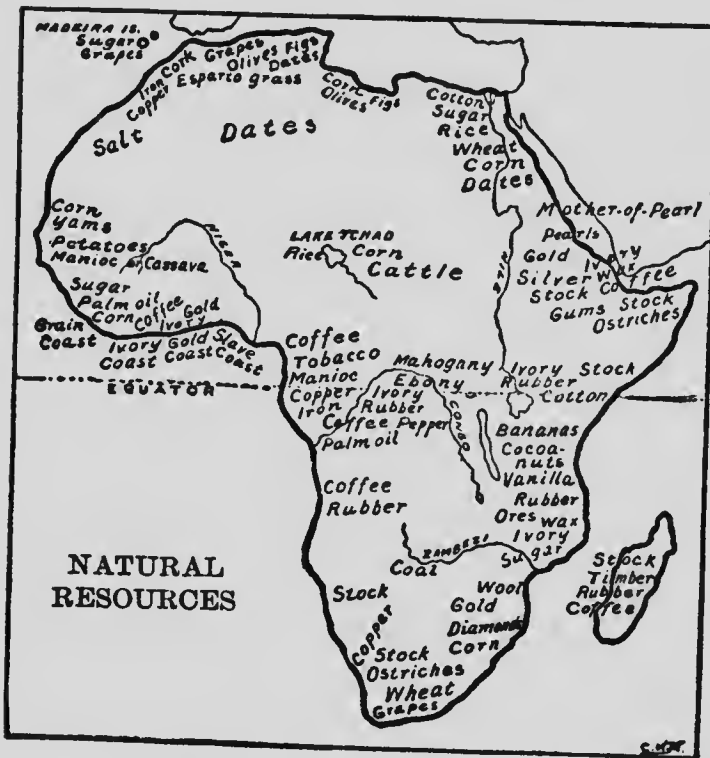 MADEIRA IS.
Sugar
Grapes
Iron Cork Grapes Figs
Olives Dates
Copper Esparto grass
Corn Figs
Olives
Salt
Dates
Cotton
Sugar
Rice
Wheat
Corn
Dates
NILE
Mother-of-Pearl
Pearls
Gold Ivory
Silver Wax Coffee
Stock
Gums Stock
Ostriches
Corn
Yams
Potatoes
Manioc or Cassava
NIGER
LAKE TCHAD
Rice Corn
Cattle
Sugar
Palm oil
Corn Coffee Gold
Ivory
Grain
Coast
Ivory Gold Slave
Coast Coast Coast
EQUATOR
Coffee
Tobacco
Manioc
Copper
Iron
Mahogany
Ebony
Ivory
Rubber
Coffee Pepper
Palm oil
CONGO
Ivory Stock
Rubber
Cotton
Bananas
Cocoa-
nuts
Vanilla
Rubber
Ores Wax
Ivory
Sugar
Coffee
Rubber
ZAMBEZI
Coal
NATURAL
RESOURCES
Stock
Copper
Wool
Gold
Diamonds
Corn
Stock
Ostriches
Wheat
Grapes
Stock
Timber
Rubber
Coffee